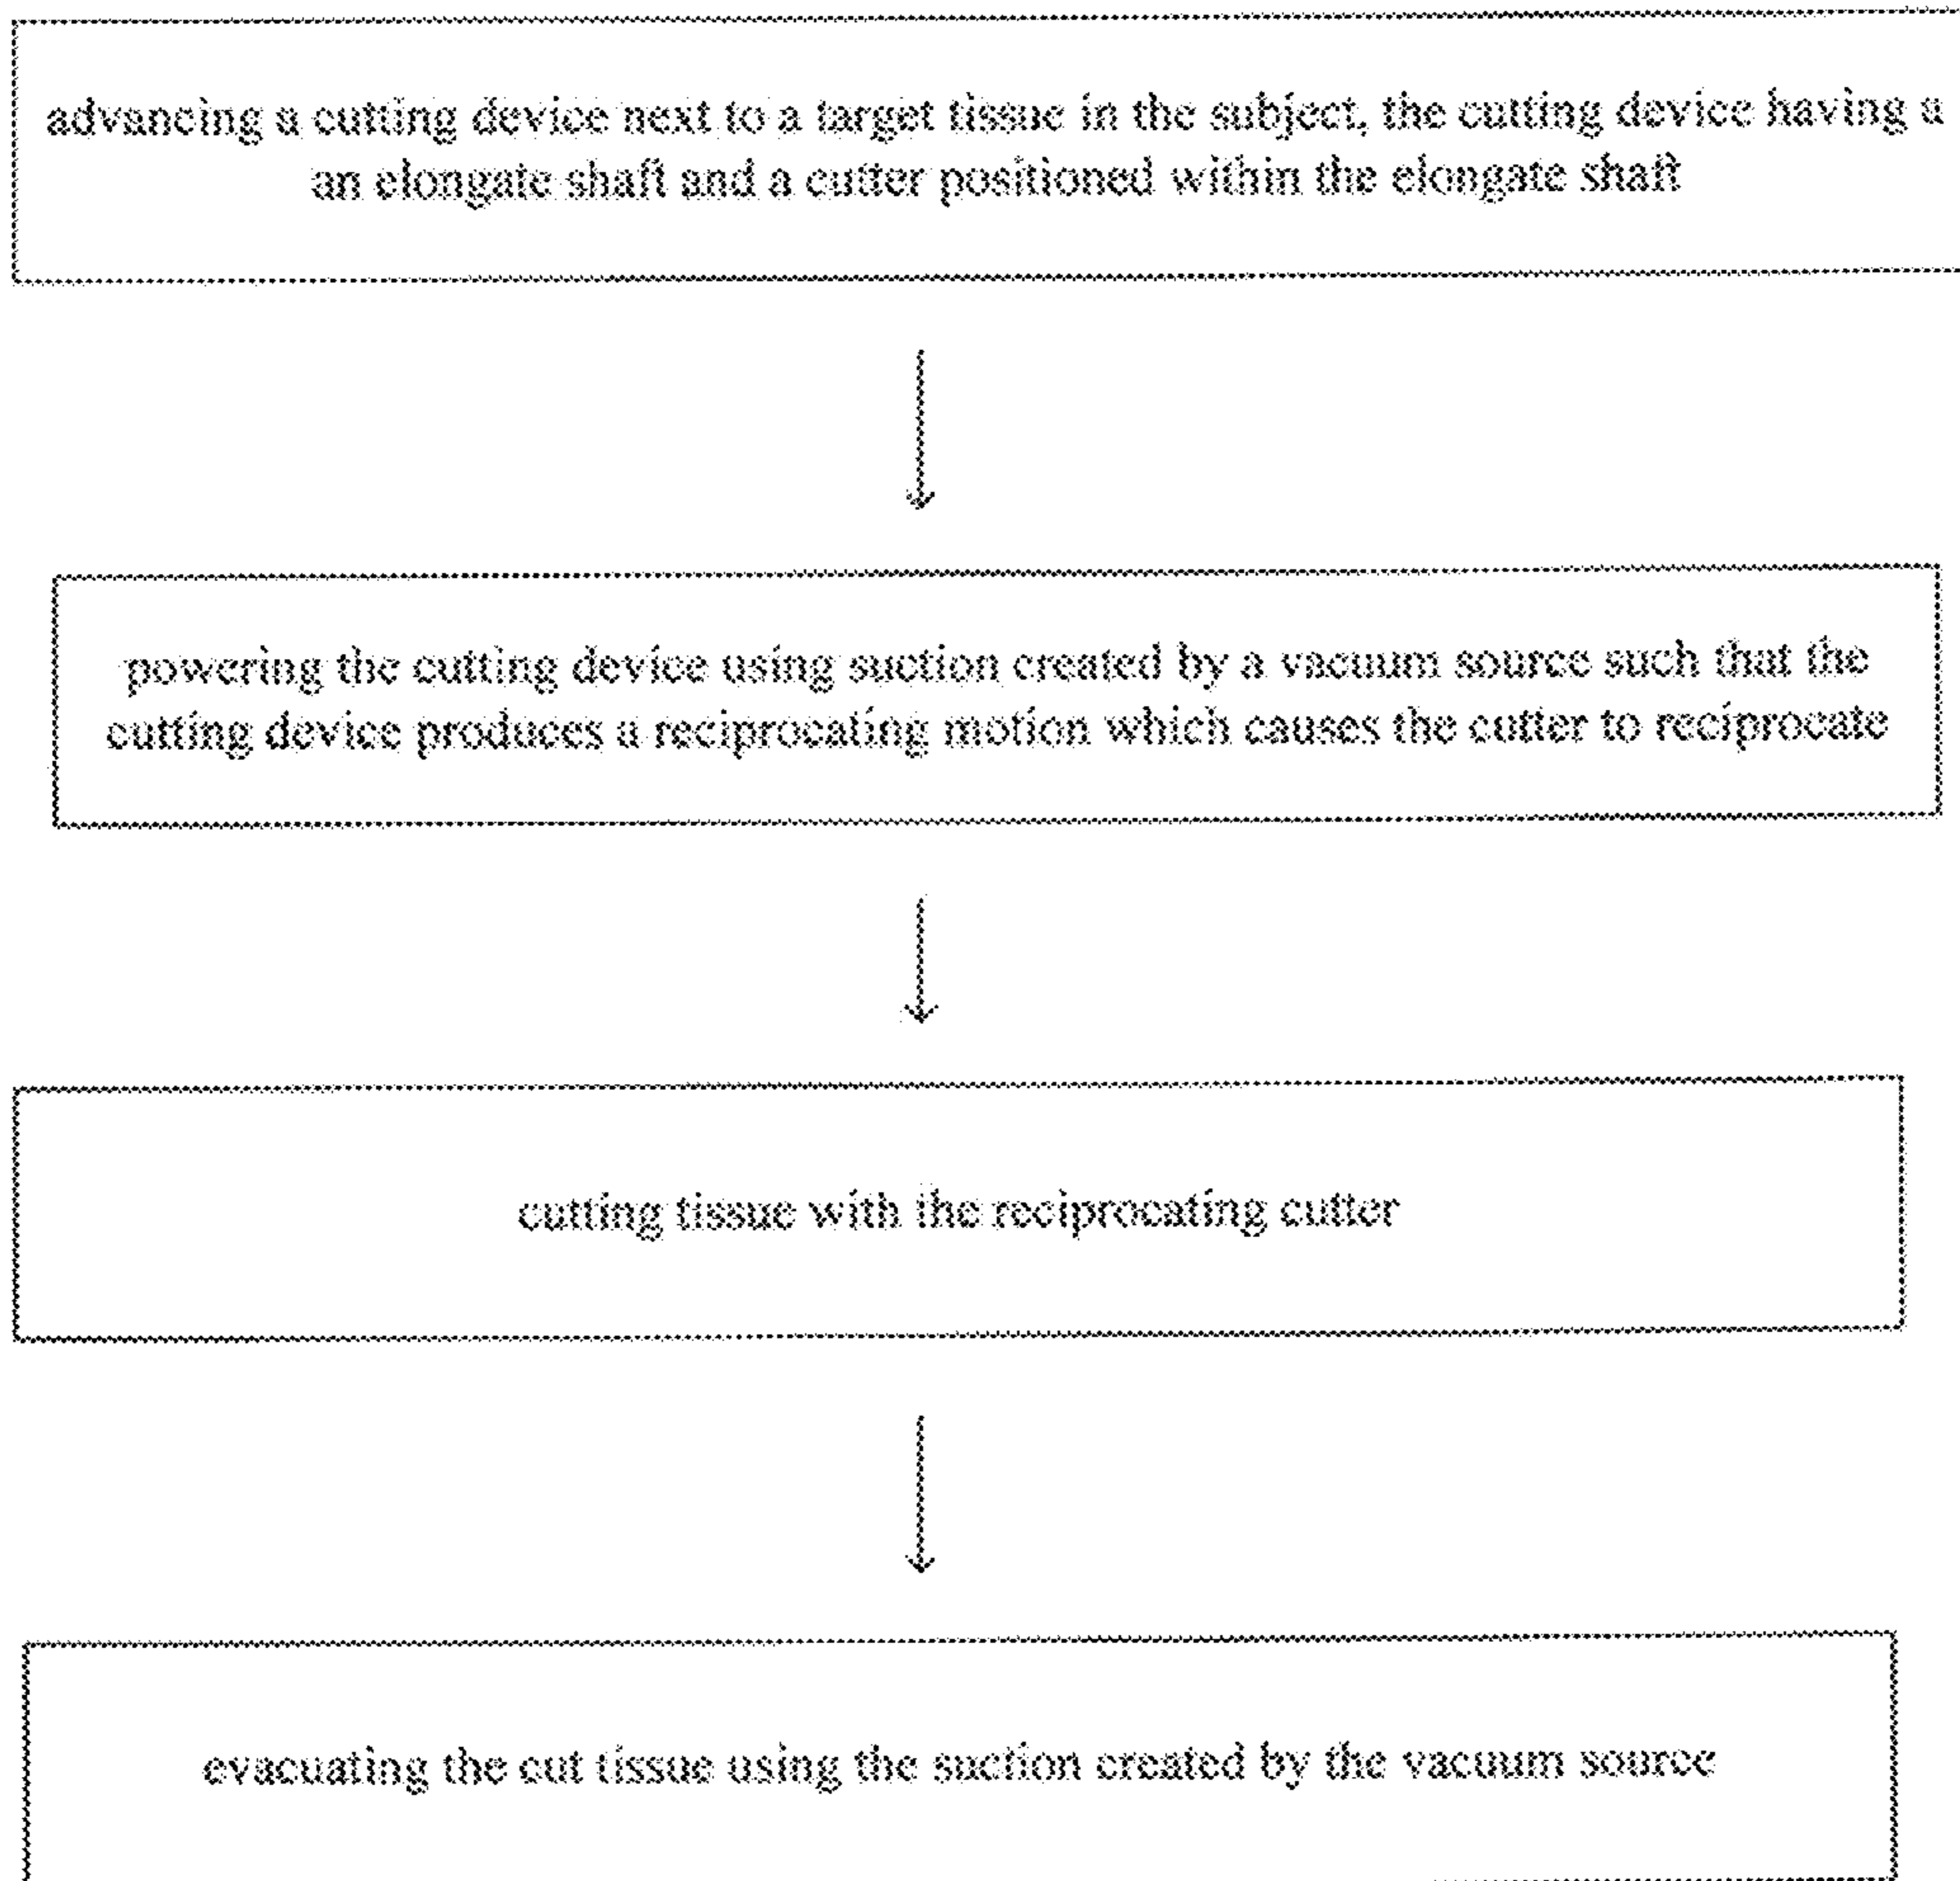 advancing a cutting device next to a target tissue in the subject, the cutting device having a
an elongate shaft and a cutter positioned within the elongate shaft
powering the cutting device using suction created by a vacuum source such that the
cutting device produces a reciprocating motion which causes the cutter to reciprocate
cutting tissue with the reciprocating cutter
evacuating the cut tissue using the suction created by the vacuum source